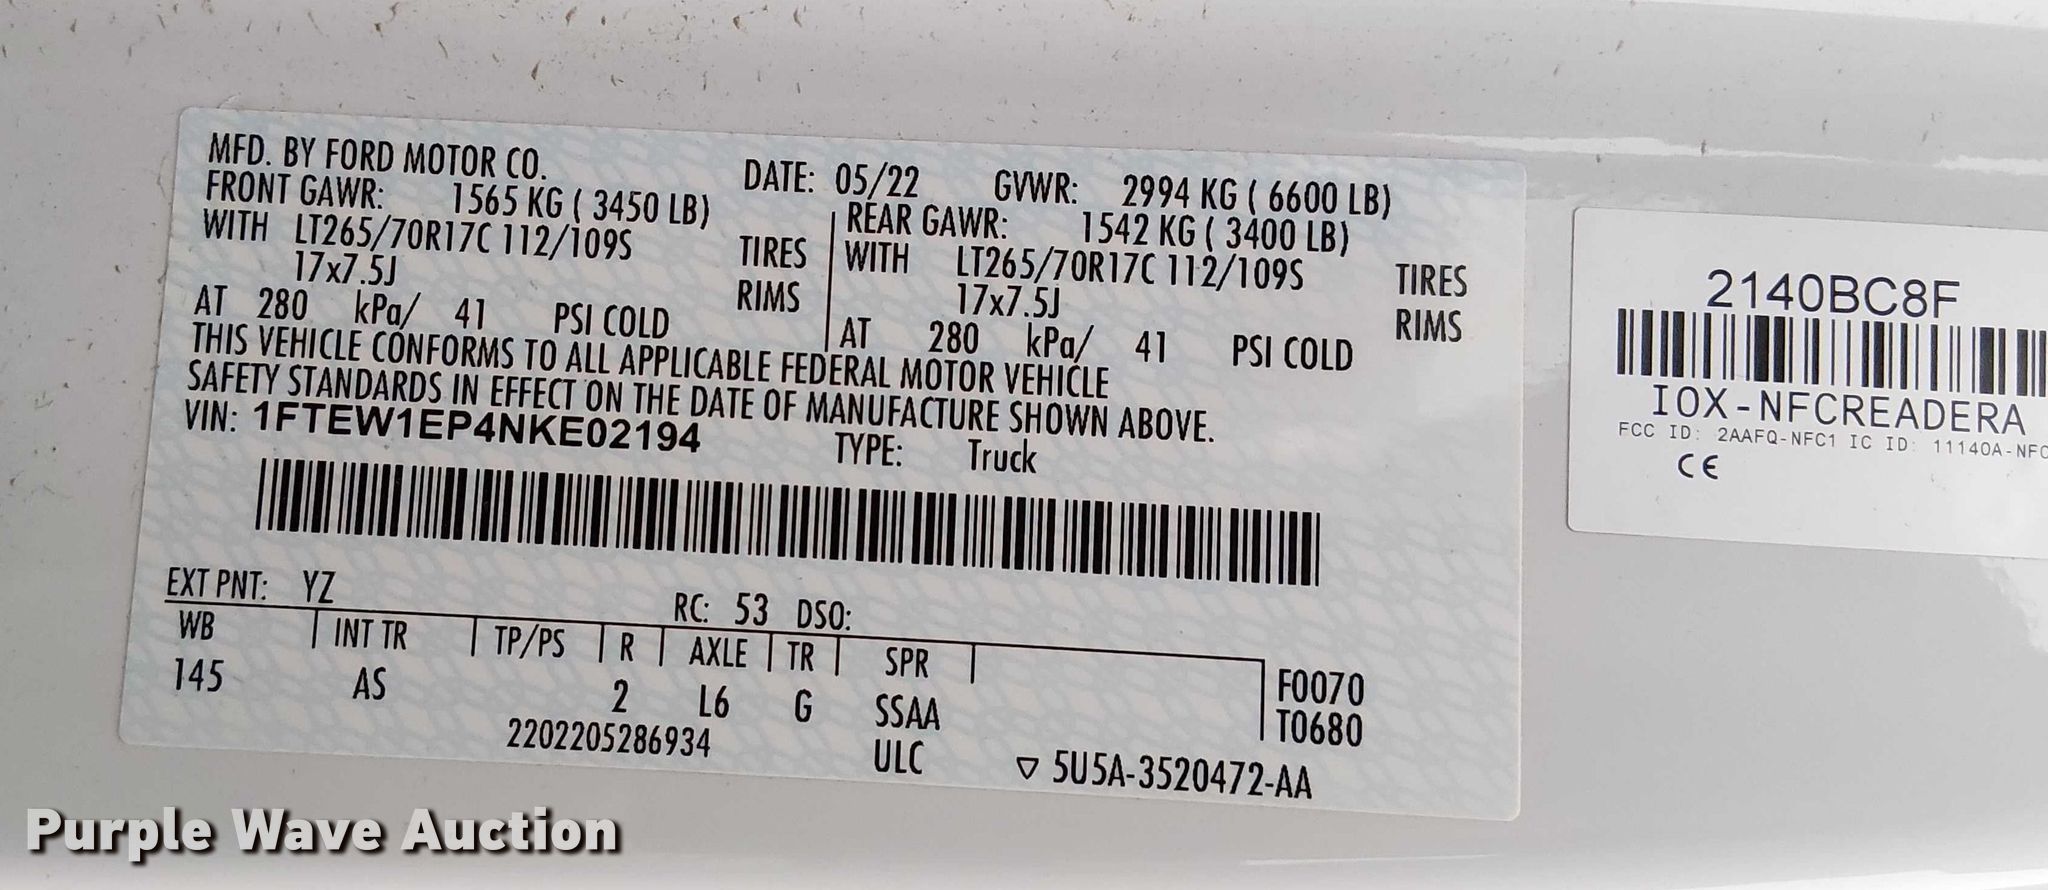 MFD. BY FORD MOTOR CO. DATE: 05/22 GVWR: 2994 KG ( 6600 LB)
FRONT GAWR: 1565 KG ( 3450 LB) REAR GAWR: 1542 KG ( 3400 LB)
WITH LT265/70R17C 112/109S TIRES WITH LT265/70R17C 112/109S TIRES
17x7.5J RIMS 17x7.5J RIMS
AT 280 kPa/ 41 PSI COLD AT 280 kPa/ 41 PSI COLD
THIS VEHICLE CONFORMS TO ALL APPLICABLE FEDERAL MOTOR VEHICLE
SAFETY STANDARDS IN EFFECT ON THE DATE OF MANUFACTURE SHOWN ABOVE.
VIN: 1FTEW1EP4NKE02194 TYPE: Truck
EXT PNT: YZ RC: 53 DSO:
WB INT TR TP/PS R AXLE TR SPR
145 AS 2 L6 G SSAA
F0070
T0680
2202205286934 ULC ▽ 5U5A-3520472-AA
2140BC8F
IOX-NFCREADERA
FCC ID: 2AAFQ-NFC1 IC ID: 11140A-NFC
CE
Purple Wave Auction